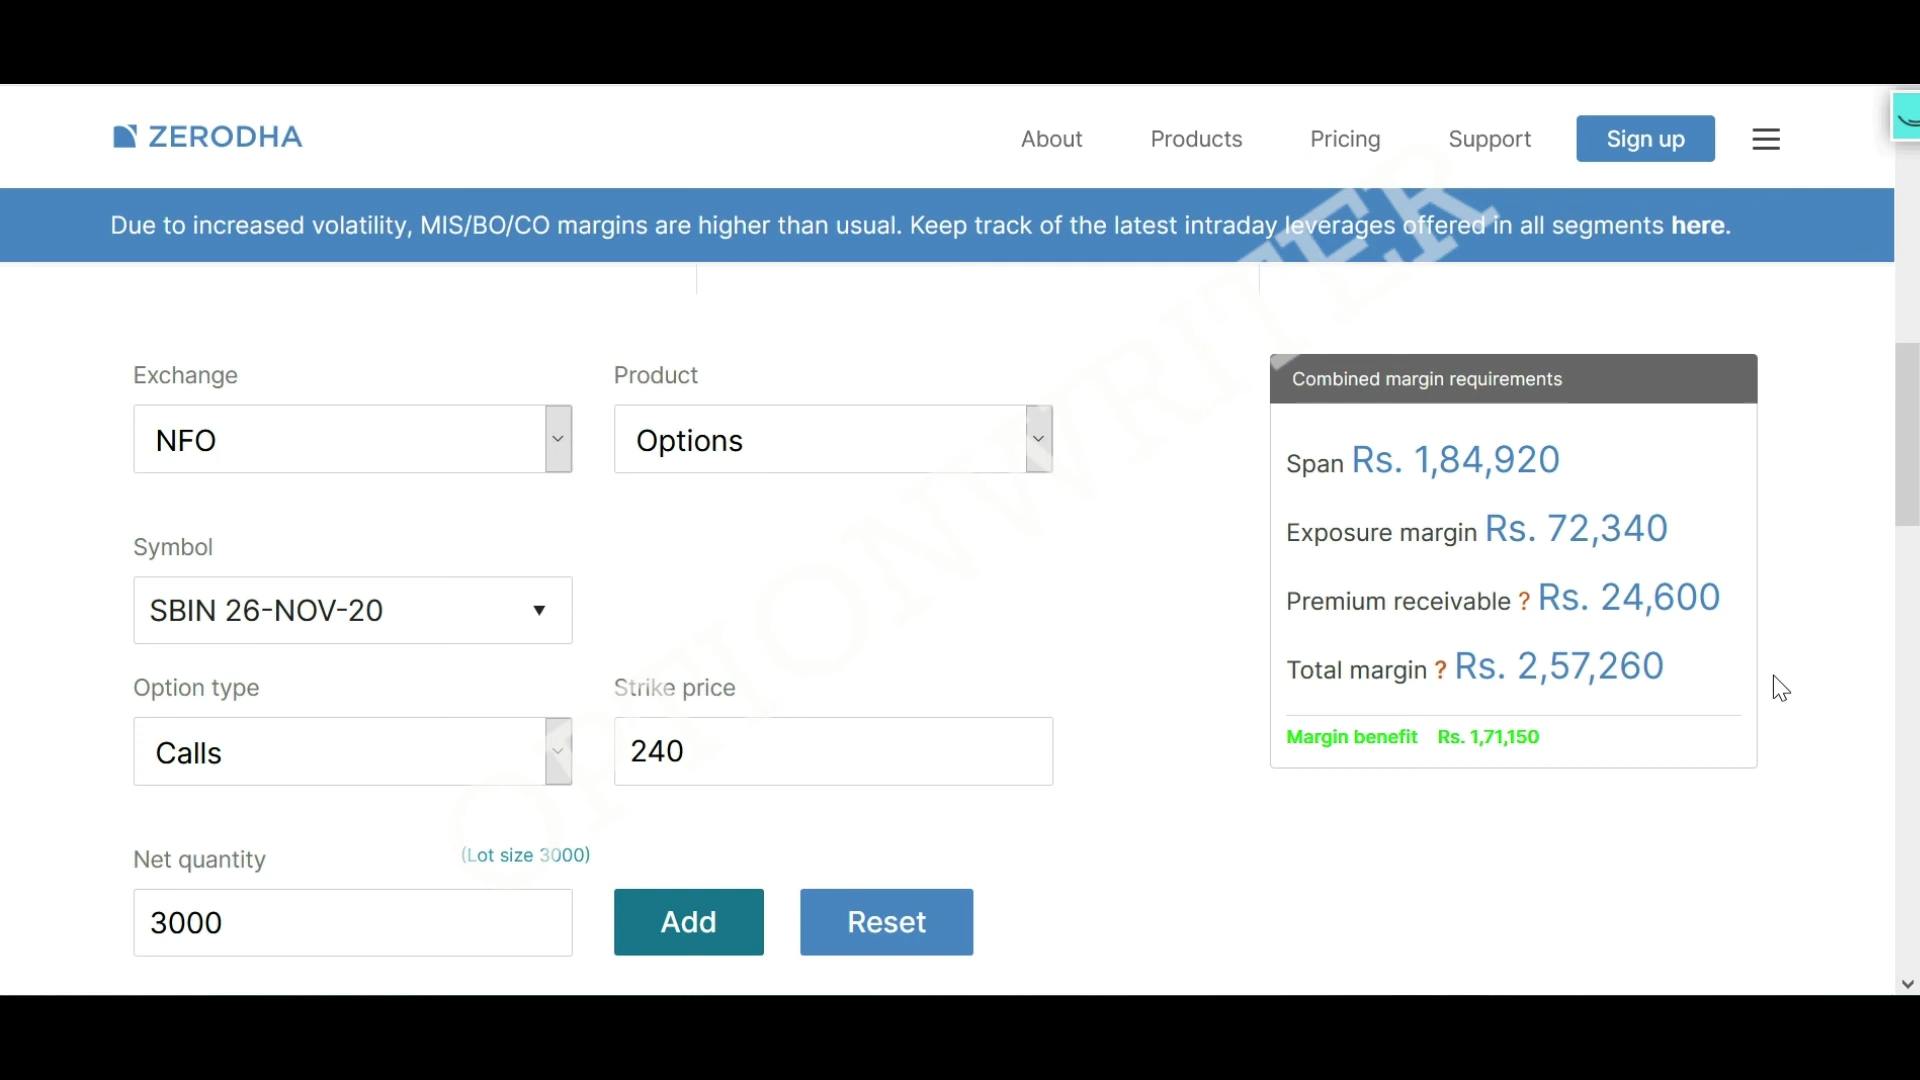 ZERODHA
About Products Pricing Support Sign up
Due to increased volatility, MIS/BO/CO margins are higher than usual. Keep track of the latest intraday leverages offered in all segments here.
Exchange Product
NFO Options
Symbol
SBIN 26-NOV-20
Option type Strike price
Calls 240
Net quantity (Lot size 3000)
3000 Add Reset
Combined margin requirements
Span Rs. 1,84,920
Exposure margin Rs. 72,340
Premium receivable ? Rs. 24,600
Total margin ? Rs. 2,57,260
Margin benefit Rs. 1,71,150
OPTIONWRITER